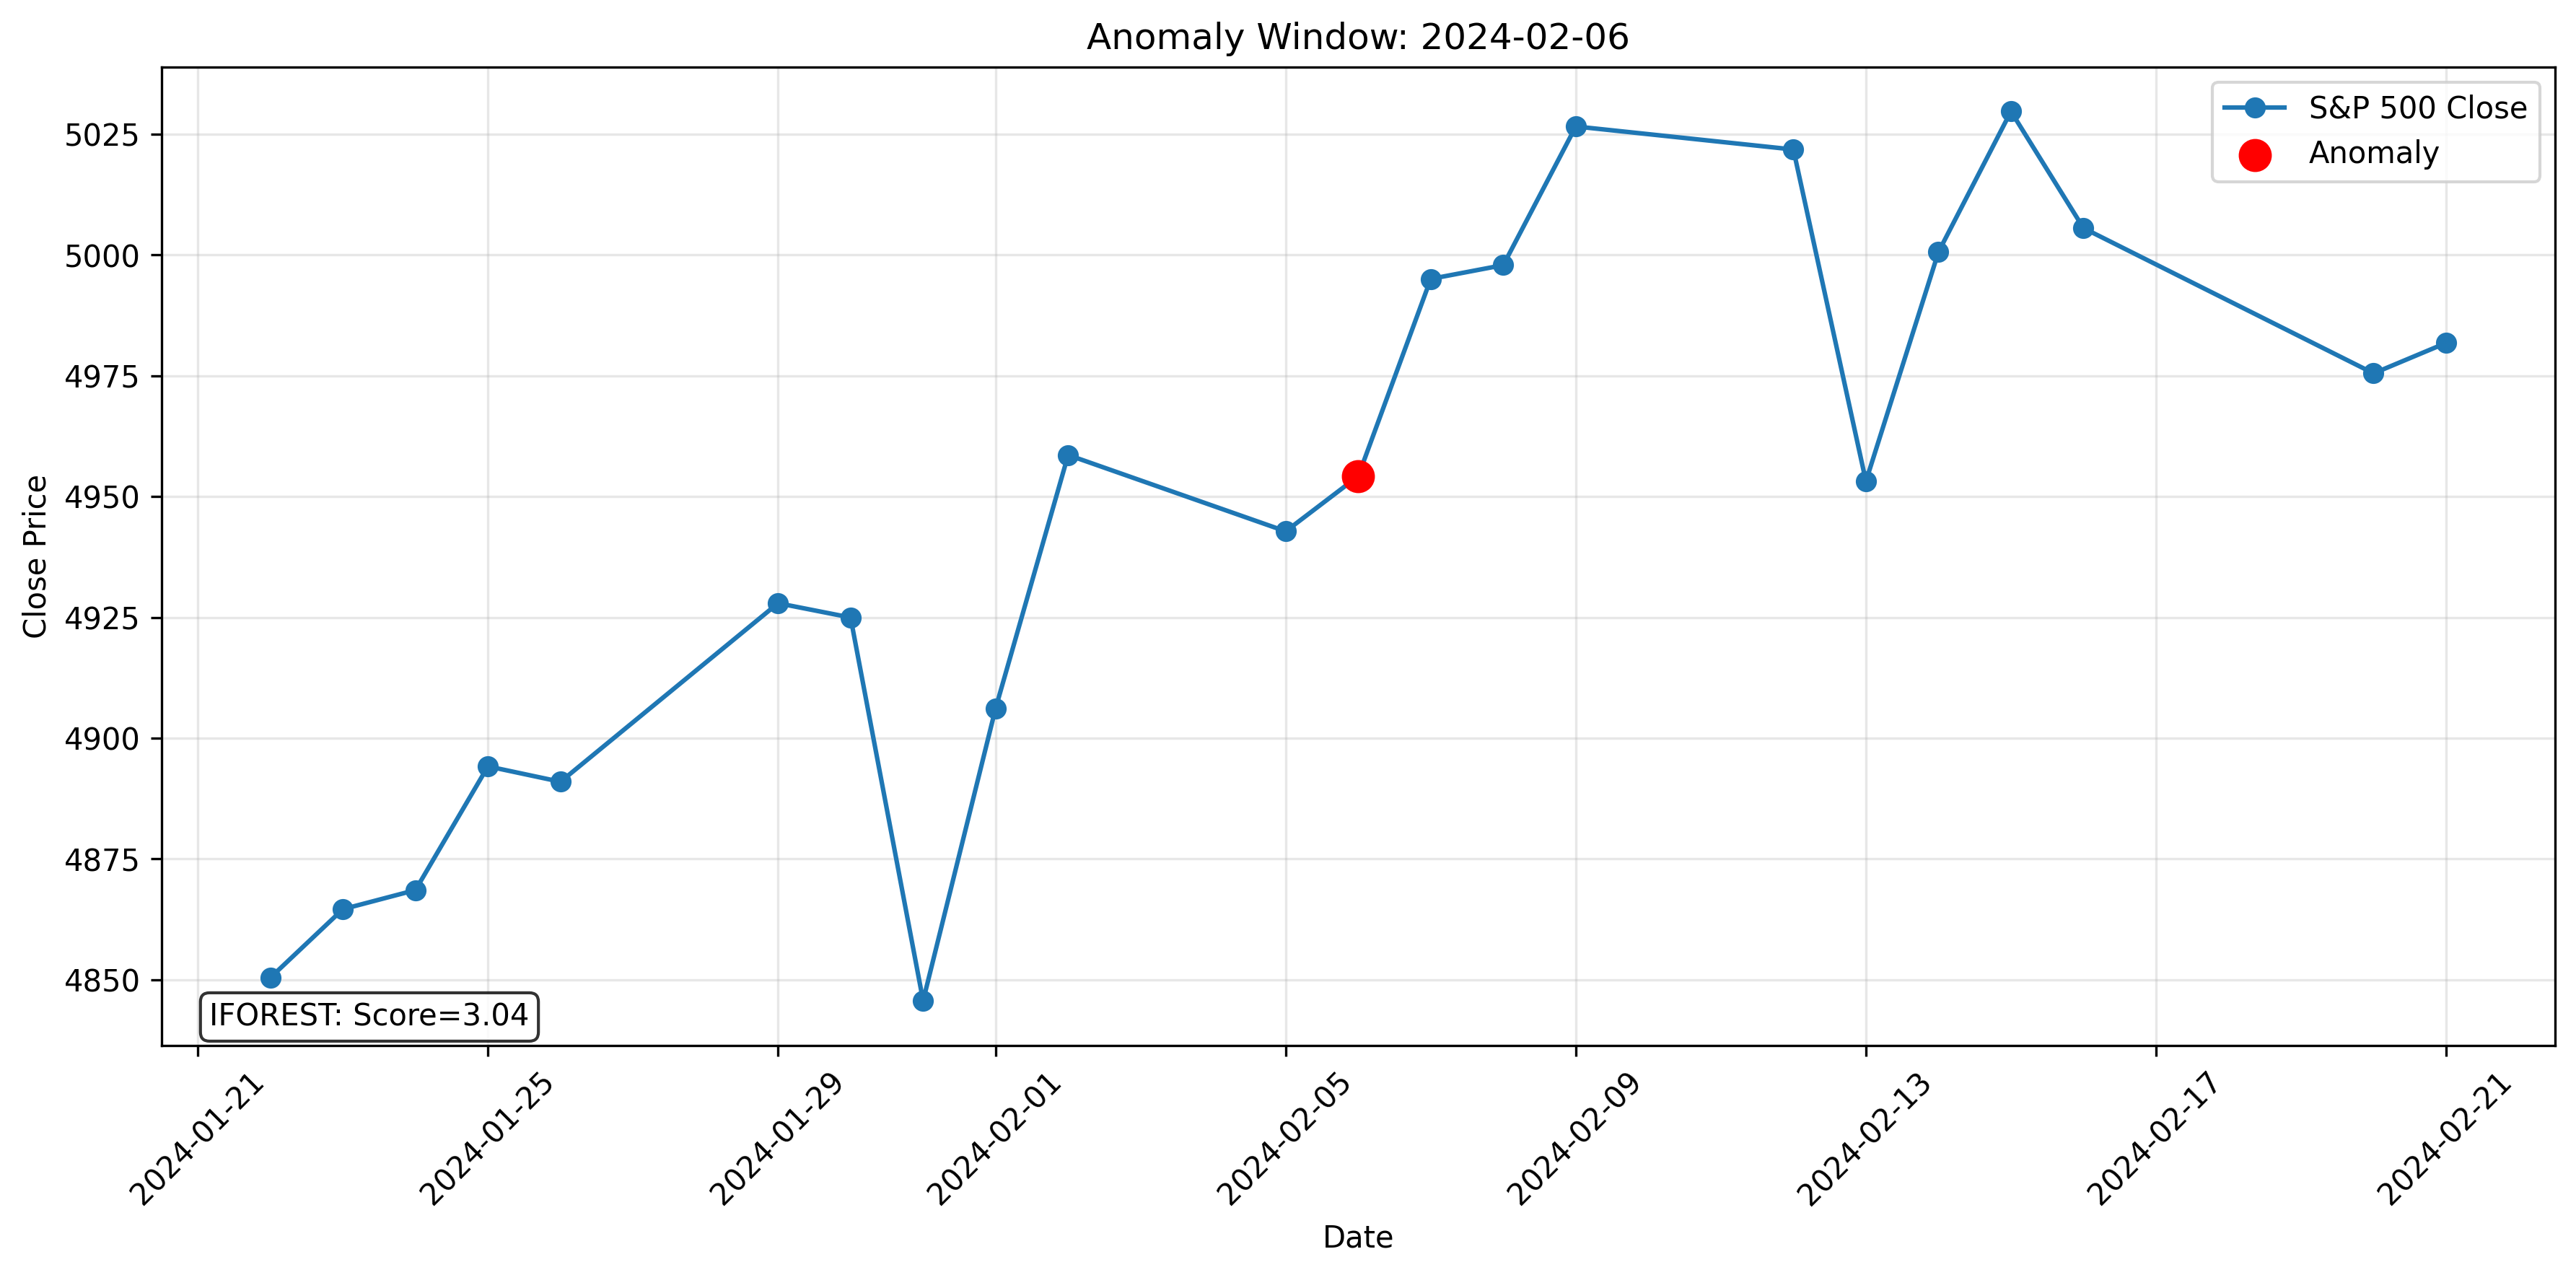 Anomaly Window: 2024-02-06
S&P 500 Close
Anomaly
5025
5000
4975
4950
4925
4900
4875
4850
Close Price
IFOREST: Score=3.04
2024-01-21
2024-01-25
2024-01-29
2024-02-01
2024-02-05
2024-02-09
2024-02-13
2024-02-17
2024-02-21
Date